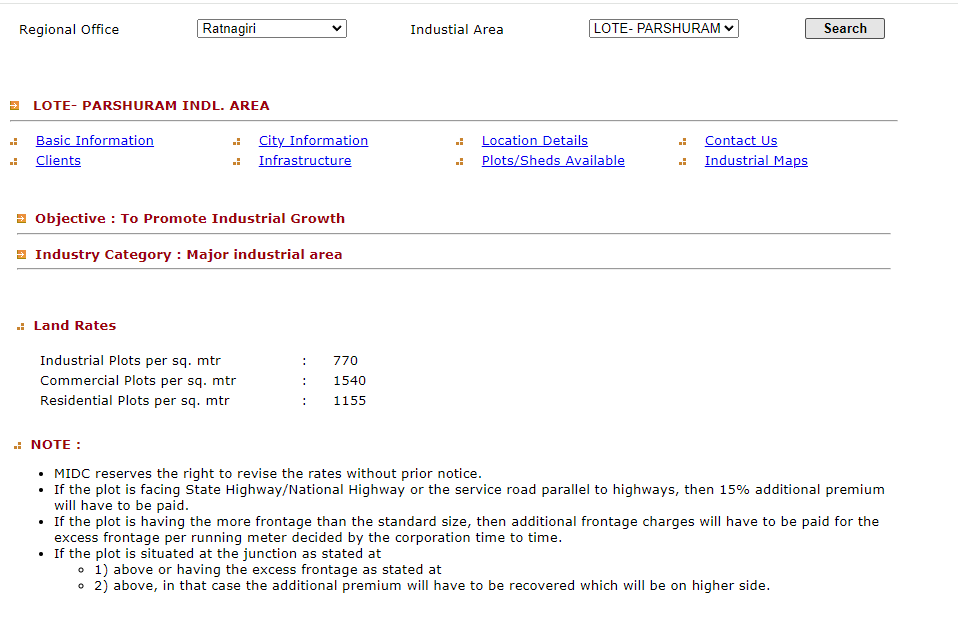 Regional Office Ratnagiri Industial Area LOTE- PARSHURAM Search
LOTE- PARSHURAM INDL. AREA
Basic Information City Information Location Details Contact Us
Clients Infrastructure Plots/Sheds Available Industrial Maps
Objective : To Promote Industrial Growth
Industry Category : Major industrial area
Land Rates
Industrial Plots per sq. mtr : 770
Commercial Plots per sq. mtr : 1540
Residential Plots per sq. mtr : 1155
NOTE :
• MIDC reserves the right to revise the rates without prior notice.
• If the plot is facing State Highway/National Highway or the service road parallel to highways, then 15% additional premium
will have to be paid.
• If the plot is having the more frontage than the standard size, then additional frontage charges will have to be paid for the
excess frontage per running meter decided by the corporation time to time.
• If the plot is situated at the junction as stated at
◦ 1) above or having the excess frontage as stated at
◦ 2) above, in that case the additional premium will have to be recovered which will be on higher side.